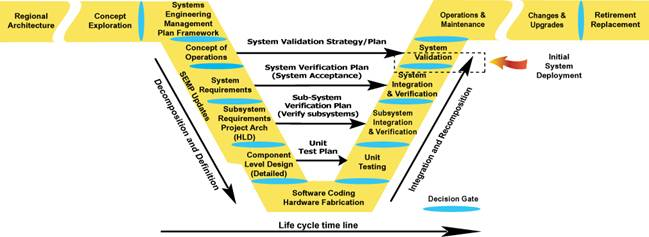 Regional
Architecture
Concept
Exploration
Systems
Engineering
Management
Plan Framework
Operations &
Maintenance
Changes &
Upgrades
Retirement
Replacement
Concept of
Operations
System Validation Strategy/Plan
System
Validation
Initial
System
Deployment
SEMP Updates
System
Requirements
System Verification Plan
(System Acceptance)
System
Integration
& Verification
Decomposition and Definition
Subsystem
Requirements
Project Arch
(HLD)
Sub-System
Verification Plan
(Verify subsystems)
Subsystem
Integration
& Verification
Integration and Recomposition
Component
Level Design
(Detailed)
Unit
Test Plan
Unit
Testing
Software Coding
Hardware Fabrication
Decision Gate
Life cycle time line